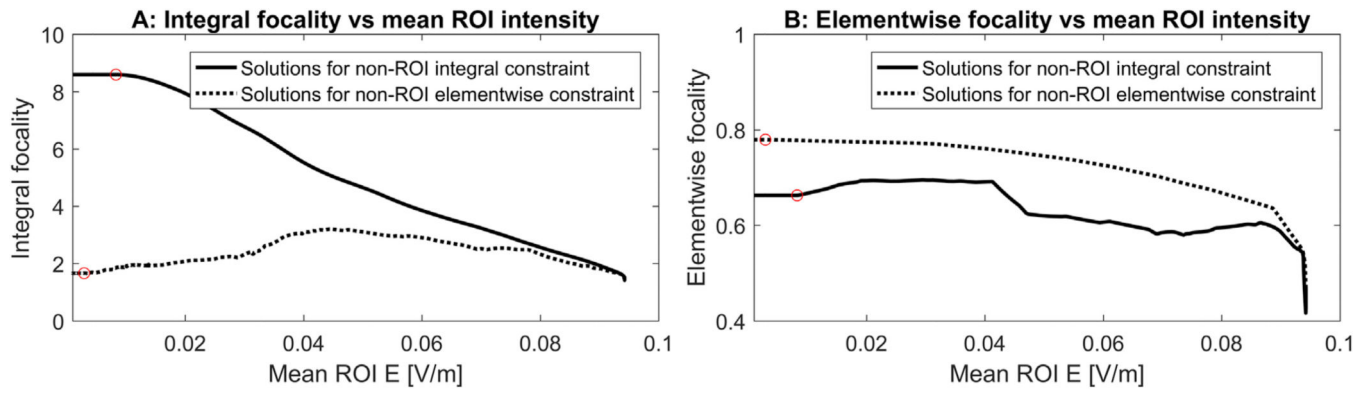 A: Integral focality vs mean ROI intensity
10
8
6
4
2
0
Integral focality
Solutions for non-ROI integral constraint
Solutions for non-ROI elementwise constraint
0.02 0.04 0.06 0.08 0.1
Mean ROI E [V/m]
B: Elementwise focality vs mean ROI intensity
1
0.8
0.6
0.4
Elementwise focality
Solutions for non-ROI integral constraint
Solutions for non-ROI elementwise constraint
0.02 0.04 0.06 0.08 0.1
Mean ROI E [V/m]